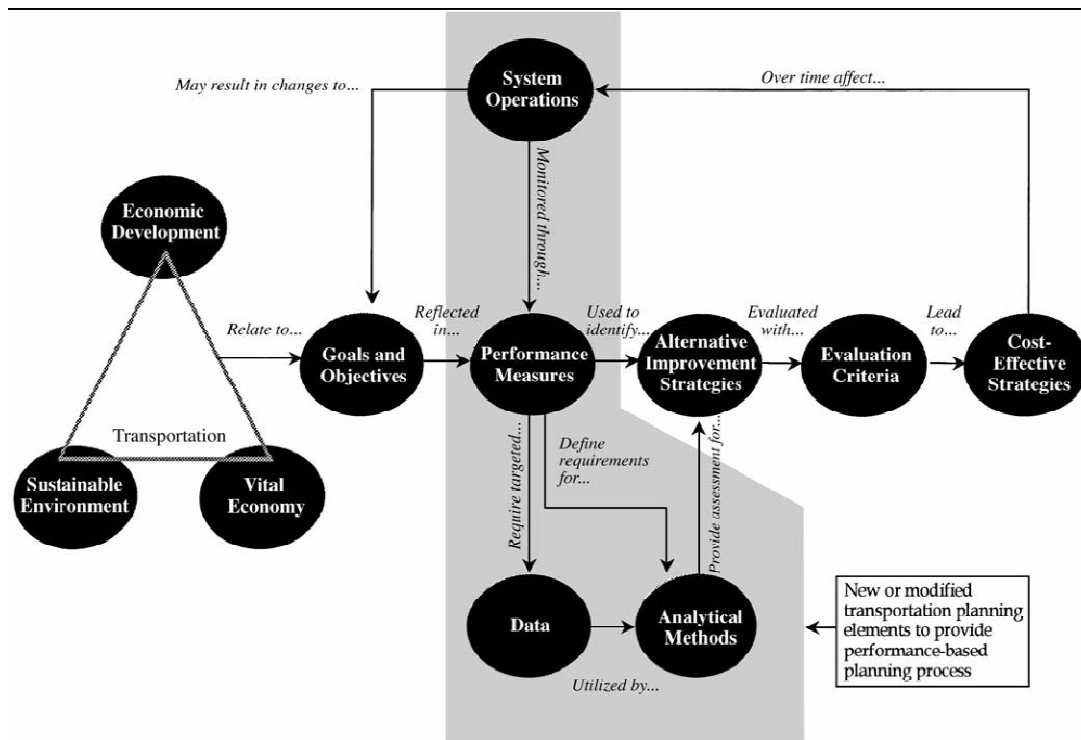 System
Operations
May result in changes to...
Over time affect...
Monitored through...
Economic
Development
Relate to...
Goals and
Objectives
Reflected
in...
Performance
Measures
Used to
identify...
Alternative
Improvement
Strategies
Evaluated
with...
Evaluation
Criteria
Lead
to...
Cost-
Effective
Strategies
Transportation
Sustainable
Environment
Vital
Economy
Require targeted...
Define
requirements
for...
Provide assessment for...
Data
Analytical
Methods
Utilized by...
New or modified
transportation planning
elements to provide
performance-based
planning process